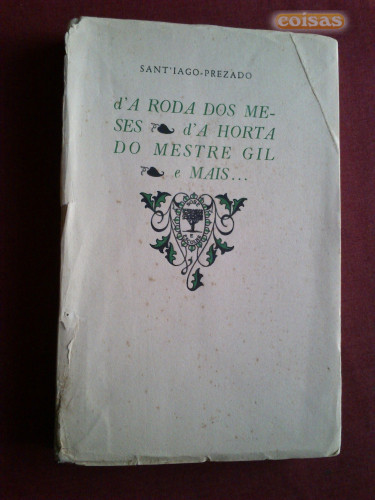 coisas
SANT'IAGO-PREZADO
d'A RODA DOS ME-
SES d'A HORTA
DO MESTRE GIL
e MAIS...